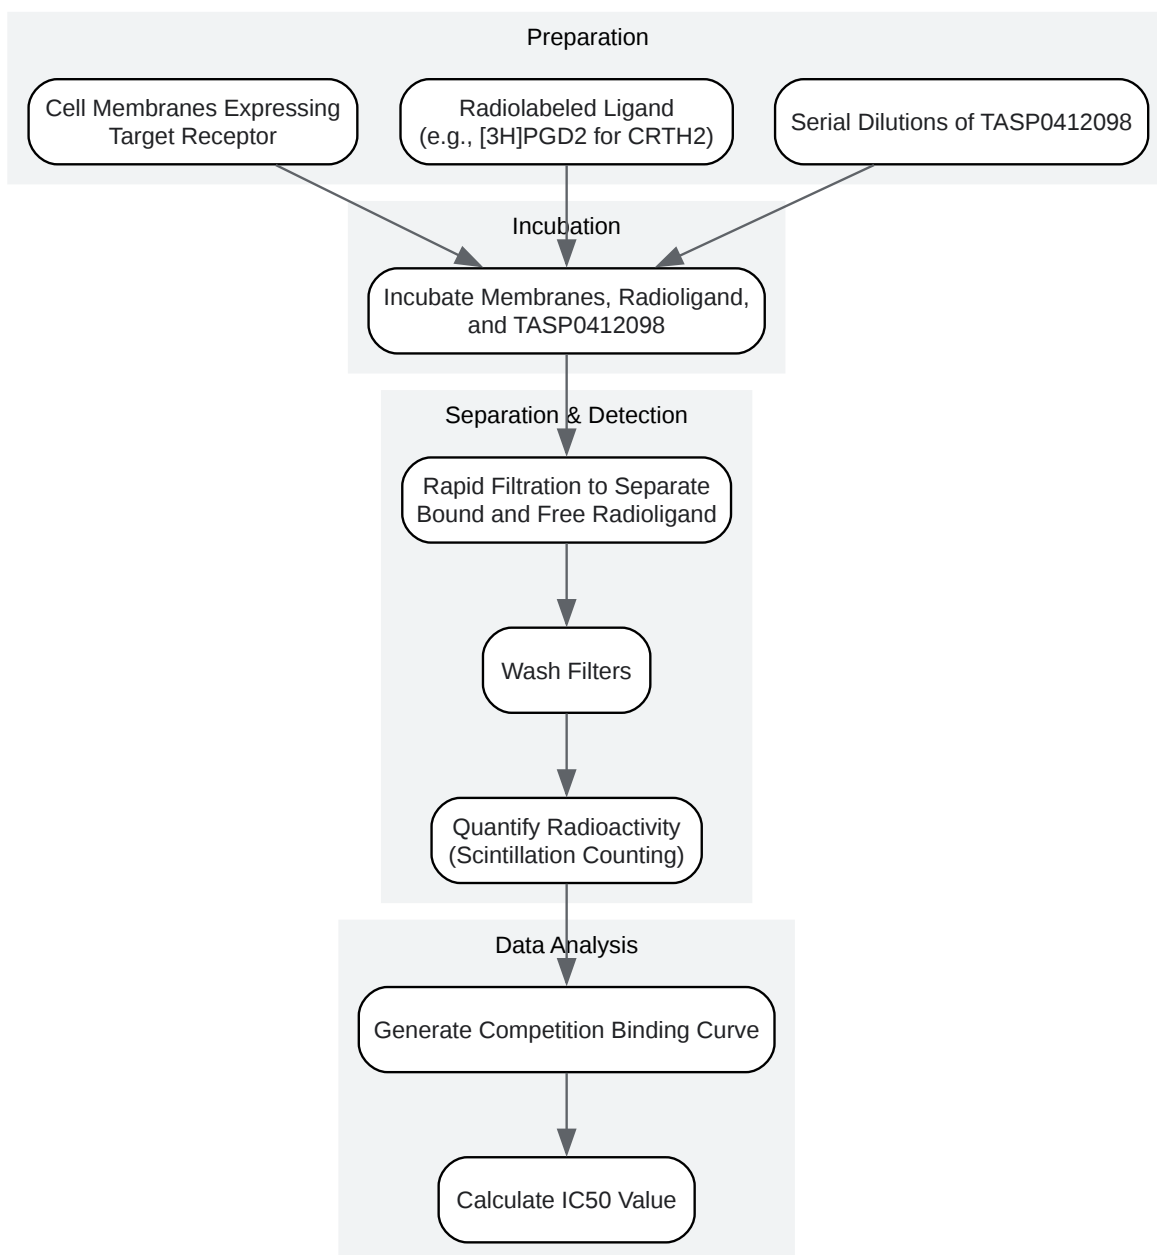 Preparation
Cell Membranes Expressing
Target Receptor
Radiolabeled Ligand
(e.g., [3H]PGD2 for CRTH2)
Serial Dilutions of TASP0412098
Incubation
Incubate Membranes, Radioligand,
and TASP0412098
Separation & Detection
Rapid Filtration to Separate
Bound and Free Radioligand
Wash Filters
Quantify Radioactivity
(Scintillation Counting)
Data Analysis
Generate Competition Binding Curve
Calculate IC50 Value